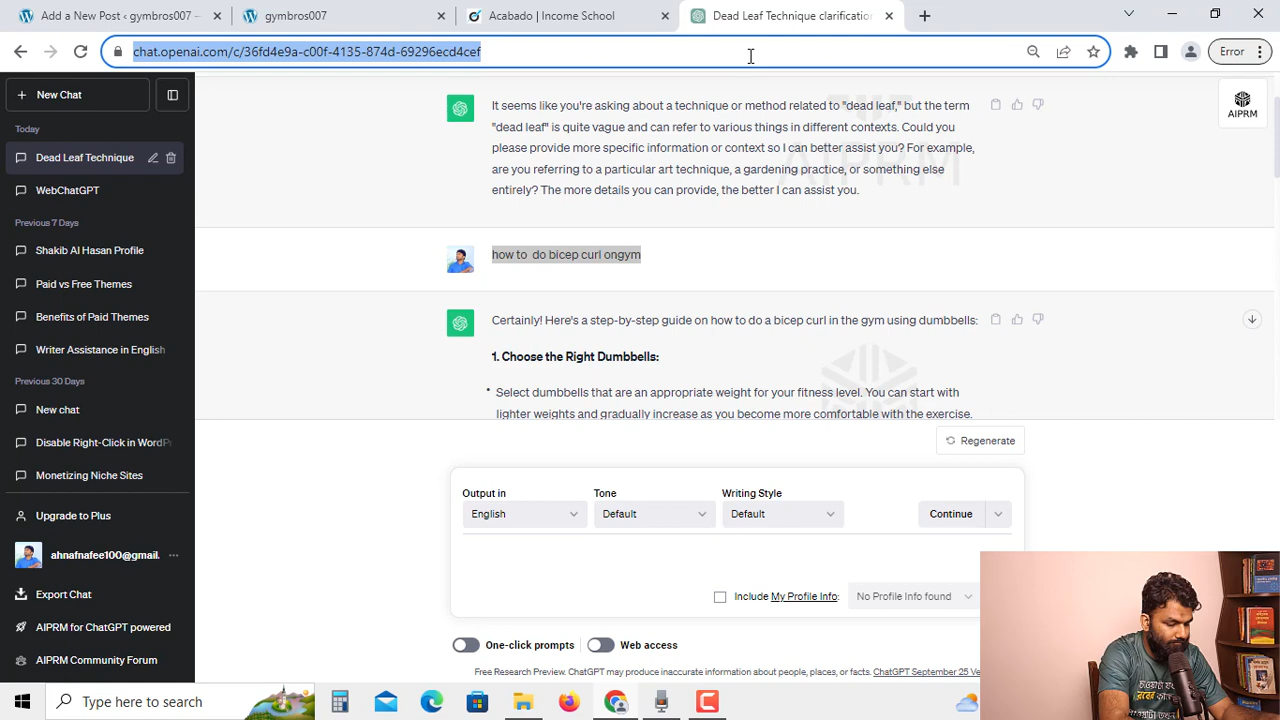 Add a New Post ‹ gymbros007 —
gymbros007
Acabado | Income School
Dead Leaf Technique clarification
chat.openai.com/c/36fd4e9a-c00f-4135-874d-69296ecd4cef
Error
New Chat
Today
Dead Leaf Technique
WebChatGPT
Previous 7 Days
Shakib Al Hasan Profile
Paid vs Free Themes
Benefits of Paid Themes
Writer Assistance in English
Previous 30 Days
New chat
Disable Right-Click in WordP
Monetizing Niche Sites
Upgrade to Plus
ahnafnafee100@gmail.
Export Chat
AIPRM for ChatGPT powered
AIPRM Community Forum
It seems like you're asking about a technique or method related to "dead leaf," but the term
"dead leaf" is quite vague and can refer to various things in different contexts. Could you
please provide more specific information or context so I can better assist you? For example,
are you referring to a particular art technique, a gardening practice, or something else
entirely? The more details you can provide, the better I can assist you.
AIPRM
AIPRM
how to do bicep curl ongym
Certainly! Here's a step-by-step guide on how to do a bicep curl in the gym using dumbbells:
1. Choose the Right Dumbbells:
• Select dumbbells that are an appropriate weight for your fitness level. You can start with
lighter weights and gradually increase as you become more comfortable with the exercise.
Regenerate
Output in
Tone
Writing Style
English
Default
Default
Continue
Include My Profile Info:
No Profile Info found
One-click prompts
Web access
Free Research Preview. ChatGPT may produce inaccurate information about people, places, or facts. ChatGPT September 25 Ve
Type here to search